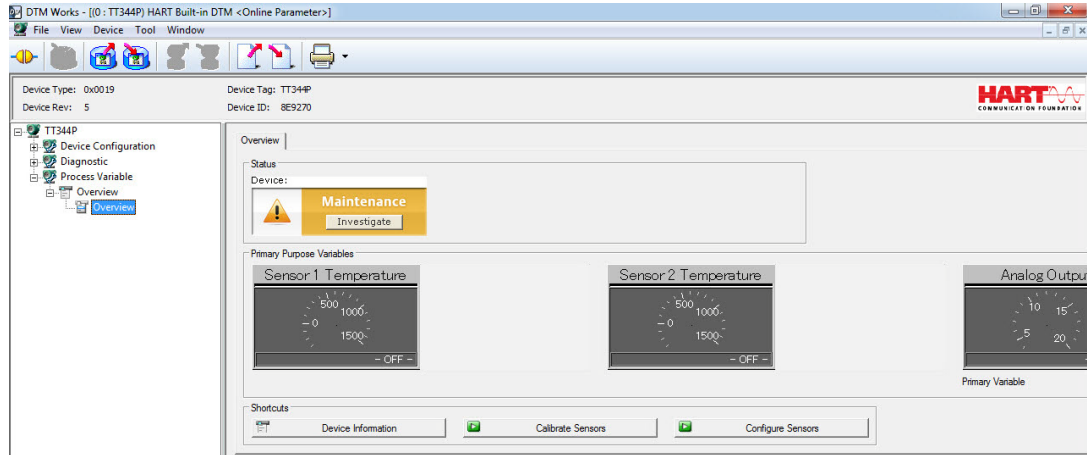 DTM Works - [(0 : TT344P) HART Built-in DTM <Online Parameter>]
File View Device Tool Window
Device Type: 0x0019
Device Tag: TT344P
Device Rev: 5
Device ID: 8E9270
HART
COMMUNICATION FOUNDATION
TT344P
Device Configuration
Diagnostic
Process Variable
Overview
Overview
Overview
Status
Device:
Maintenance
Investigate
Primary Purpose Variables
Sensor 1 Temperature
500
1000
0
1500
- OFF -
Sensor 2 Temperature
500
1000
0
1500
- OFF -
Analog Outpu
10
15
5
20
Primary Variable
Shortcuts
Device Information
Calibrate Sensors
Configure Sensors